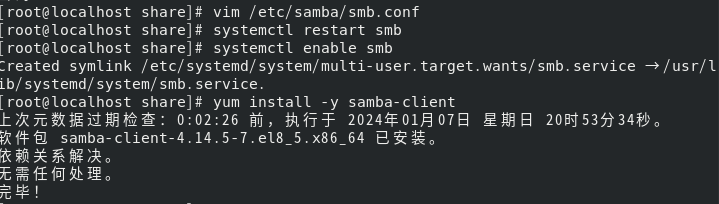 [root@localhost share]# vim /etc/samba/smb.conf
[root@localhost share]# systemctl restart smb
[root@localhost share]# systemctl enable smb
Created symlink /etc/systemd/system/multi-user.target.wants/smb.service → /usr/l
ib/systemd/system/smb.service.
[root@localhost share]# yum install -y samba-client
上次元数据过期检查：0:02:26 前，执行于 2024年01月07日 星期日 20时53分34秒。
软件包 samba-client-4.14.5-7.el8_5.x86_64 已安装。
依赖关系解决。
无需任何处理。
完毕！